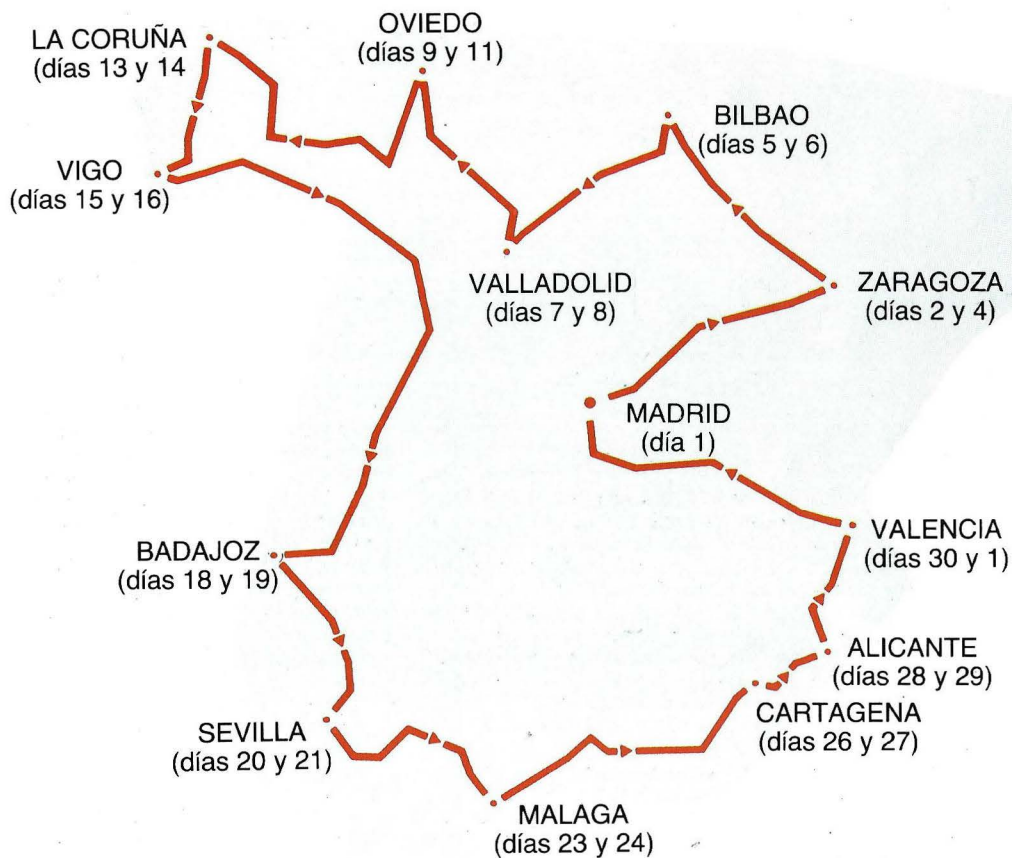 OVIEDO
(días 9 y 11)
LA CORUÑA
(días 13 y 14
BILBAO
(días 5 y 6)
VIGO
(días 15 y 16)
VALLADOLID
(días 7 y 8)
ZARAGOZA
(días 2 y 4)
MADRID
(día 1)
VALENCIA
(días 30 y 1)
BADAJOZ
(días 18 y 19)
ALICANTE
(días 28 y 29)
CARTAGENA
(días 26 y 27)
SEVILLA
(días 20 y 21)
MALAGA
(días 23 y 24)